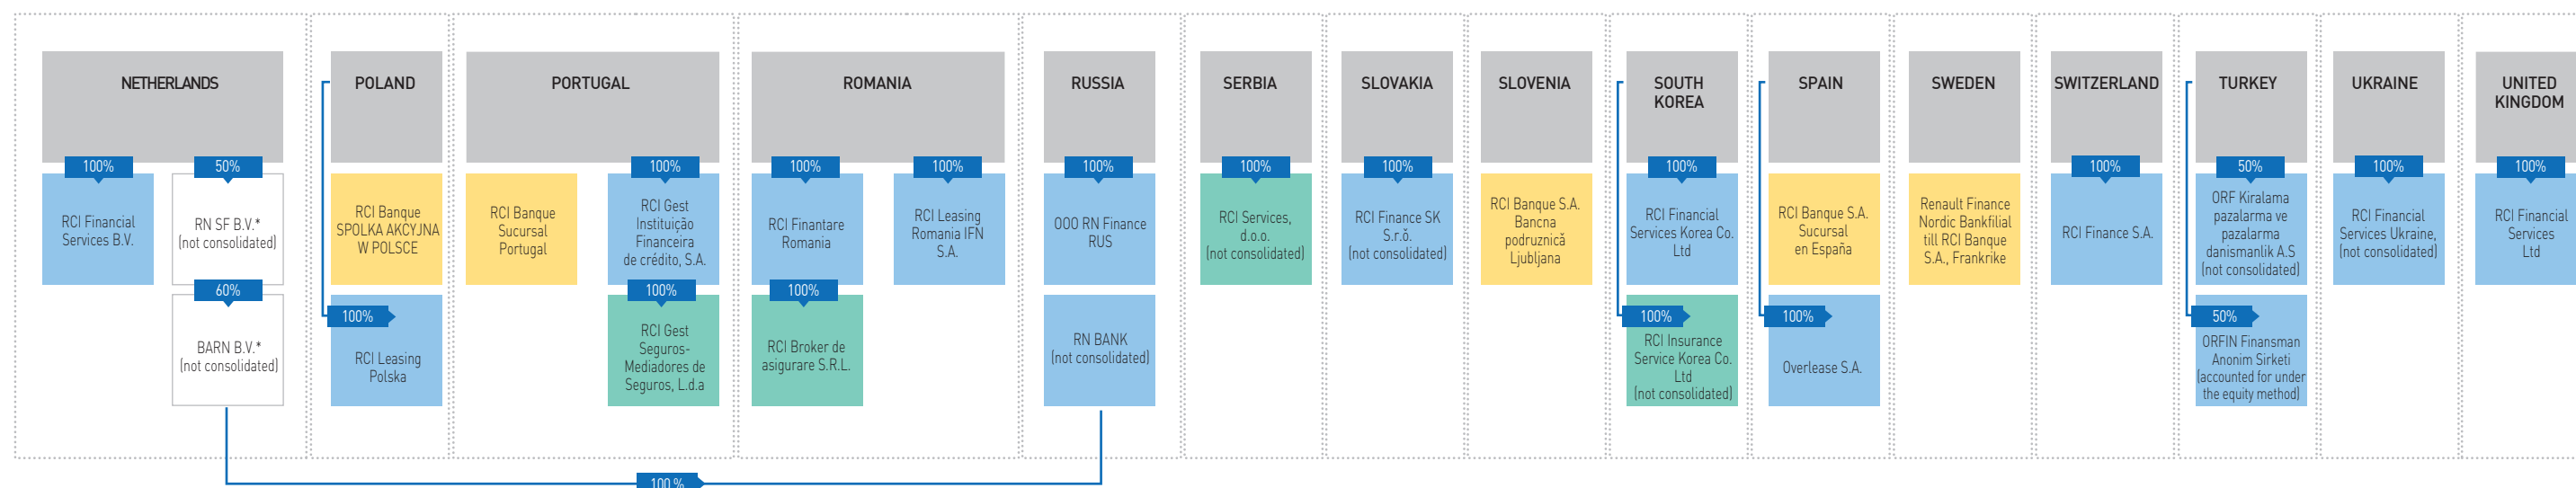 NETHERLANDS
100%
RCI Financial
Services B.V.
50%
RN SF B.V.*
(not consolidated)
60%
BARN B.V.*
(not consolidated)
POLAND
RCI Banque
SPOLKA AKCYJNA
W POLSCE
100%
RCI Leasing
Polska
PORTUGAL
RCI Banque
Sucursal
Portugal
100%
RCI Gest
Instituição
Financeira
de crédito, S.A.
100%
RCI Gest
Seguros-
Mediadores de
Seguros, L.d.a
ROMANIA
100%
RCI Finantare
Romania
100%
RCI Broker de
asigurare S.R.L.
100%
RCI Leasing
Romania IFN
S.A.
RUSSIA
100%
OOO RN Finance
RUS
RN BANK
(not consolidated)
100 %
SERBIA
100%
RCI Services,
d.o.o.
(not consolidated)
SLOVAKIA
100%
RCI Finance SK
S.r.ö.
(not consolidated)
SLOVENIA
RCI Banque S.A.
Bancna
podruznică
Ljubljana
SOUTH
KOREA
100%
RCI Financial
Services Korea Co.
Ltd
100%
RCI Insurance
Service Korea Co.
Ltd
(not consolidated)
SPAIN
RCI Banque S.A.
Sucursal
en España
100%
Overlease S.A.
SWEDEN
Renault Finance
Nordic Bankfilial
till RCI Banque
S.A., Frankrike
SWITZERLAND
100%
RCI Finance S.A.
TURKEY
50%
ORF Kiralama
pazalarma ve
pazalarma
danismanlik A.S
(not consolidated)
50%
ORFIN Finansman
Anonim Sirketi
(accounted for under
the equity method)
UKRAINE
100%
RCI Financial
Services Ukraine,
(not consolidated)
UNITED
KINGDOM
100%
RCI Financial
Services
Ltd